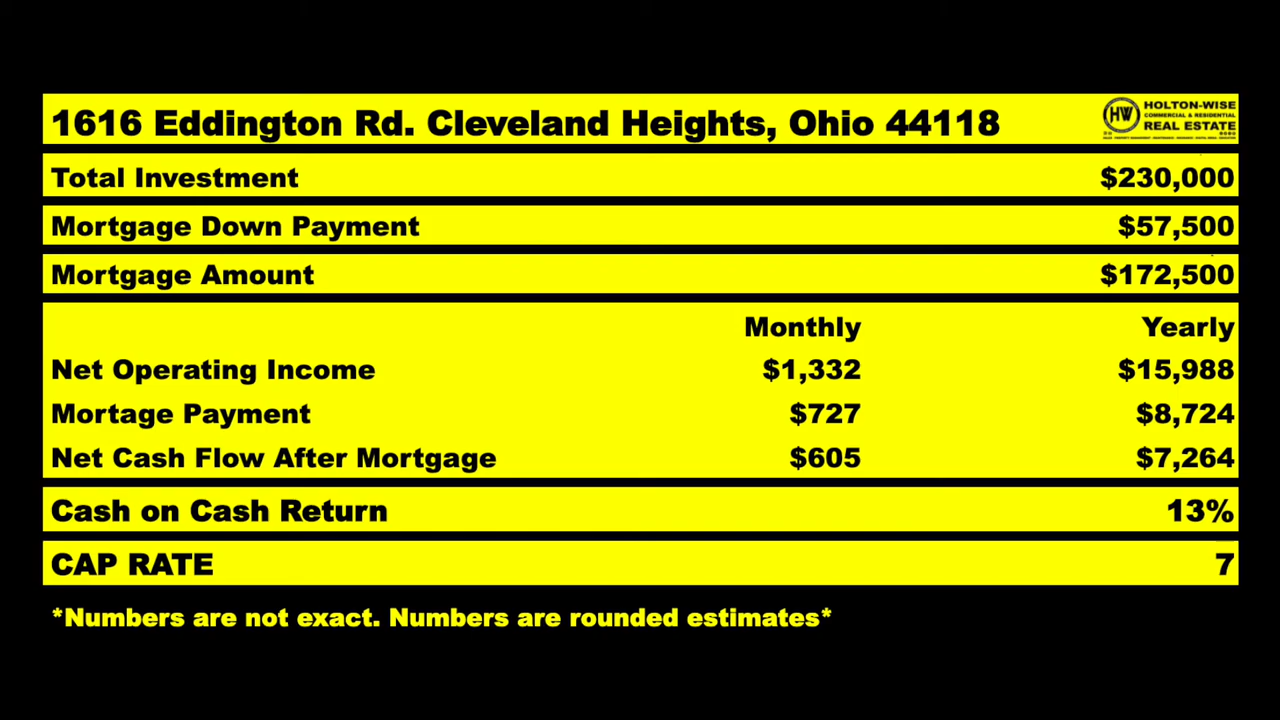 1616 Eddington Rd. Cleveland Heights, Ohio 44118
HW
HOLTON-WISE
COMMERCIAL & RESIDENTIAL
REAL ESTATE
Total Investment $230,000
Mortgage Down Payment $57,500
Mortgage Amount $172,500
Monthly Yearly
Net Operating Income $1,332 $15,988
Mortage Payment $727 $8,724
Net Cash Flow After Mortgage $605 $7,264
Cash on Cash Return 13%
CAP RATE 7
*Numbers are not exact. Numbers are rounded estimates*